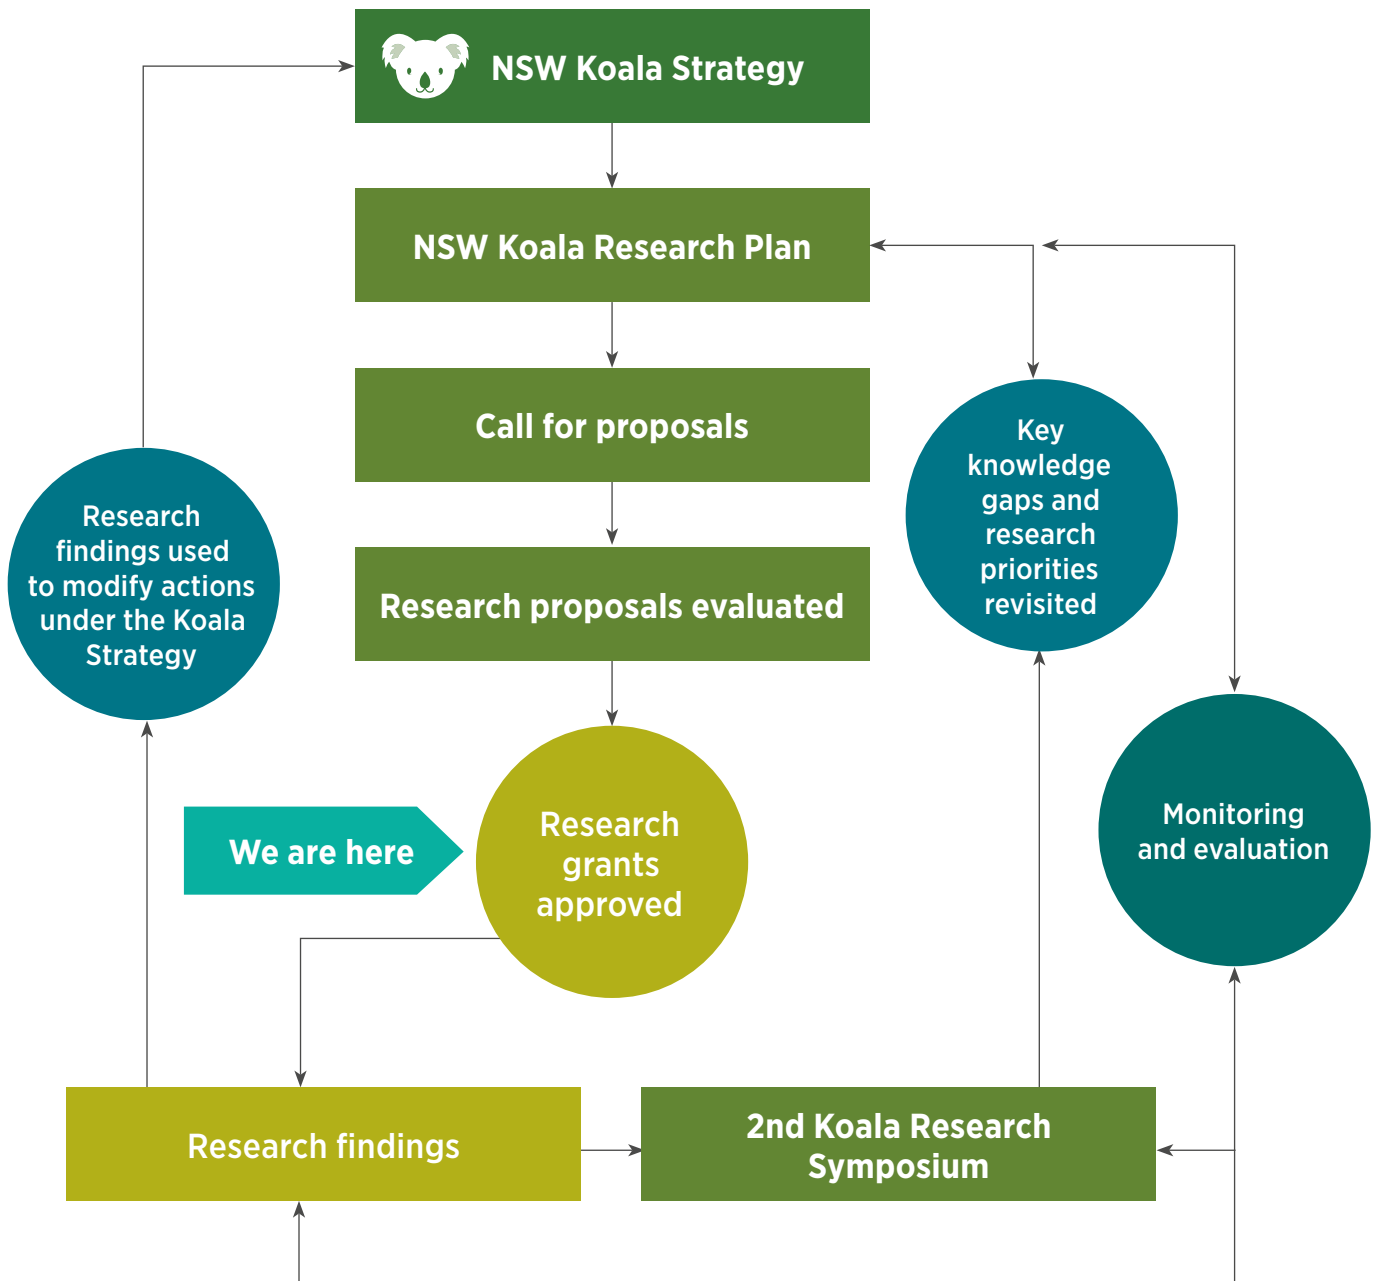 NSW Koala Strategy
NSW Koala Research Plan
Call for proposals
Research proposals evaluated
Key
knowledge
gaps and
research
priorities
revisited
Research
findings used
to modify actions
under the Koala
Strategy
We are here
Research
grants
approved
Monitoring
and evaluation
Research findings
2nd Koala Research
Symposium